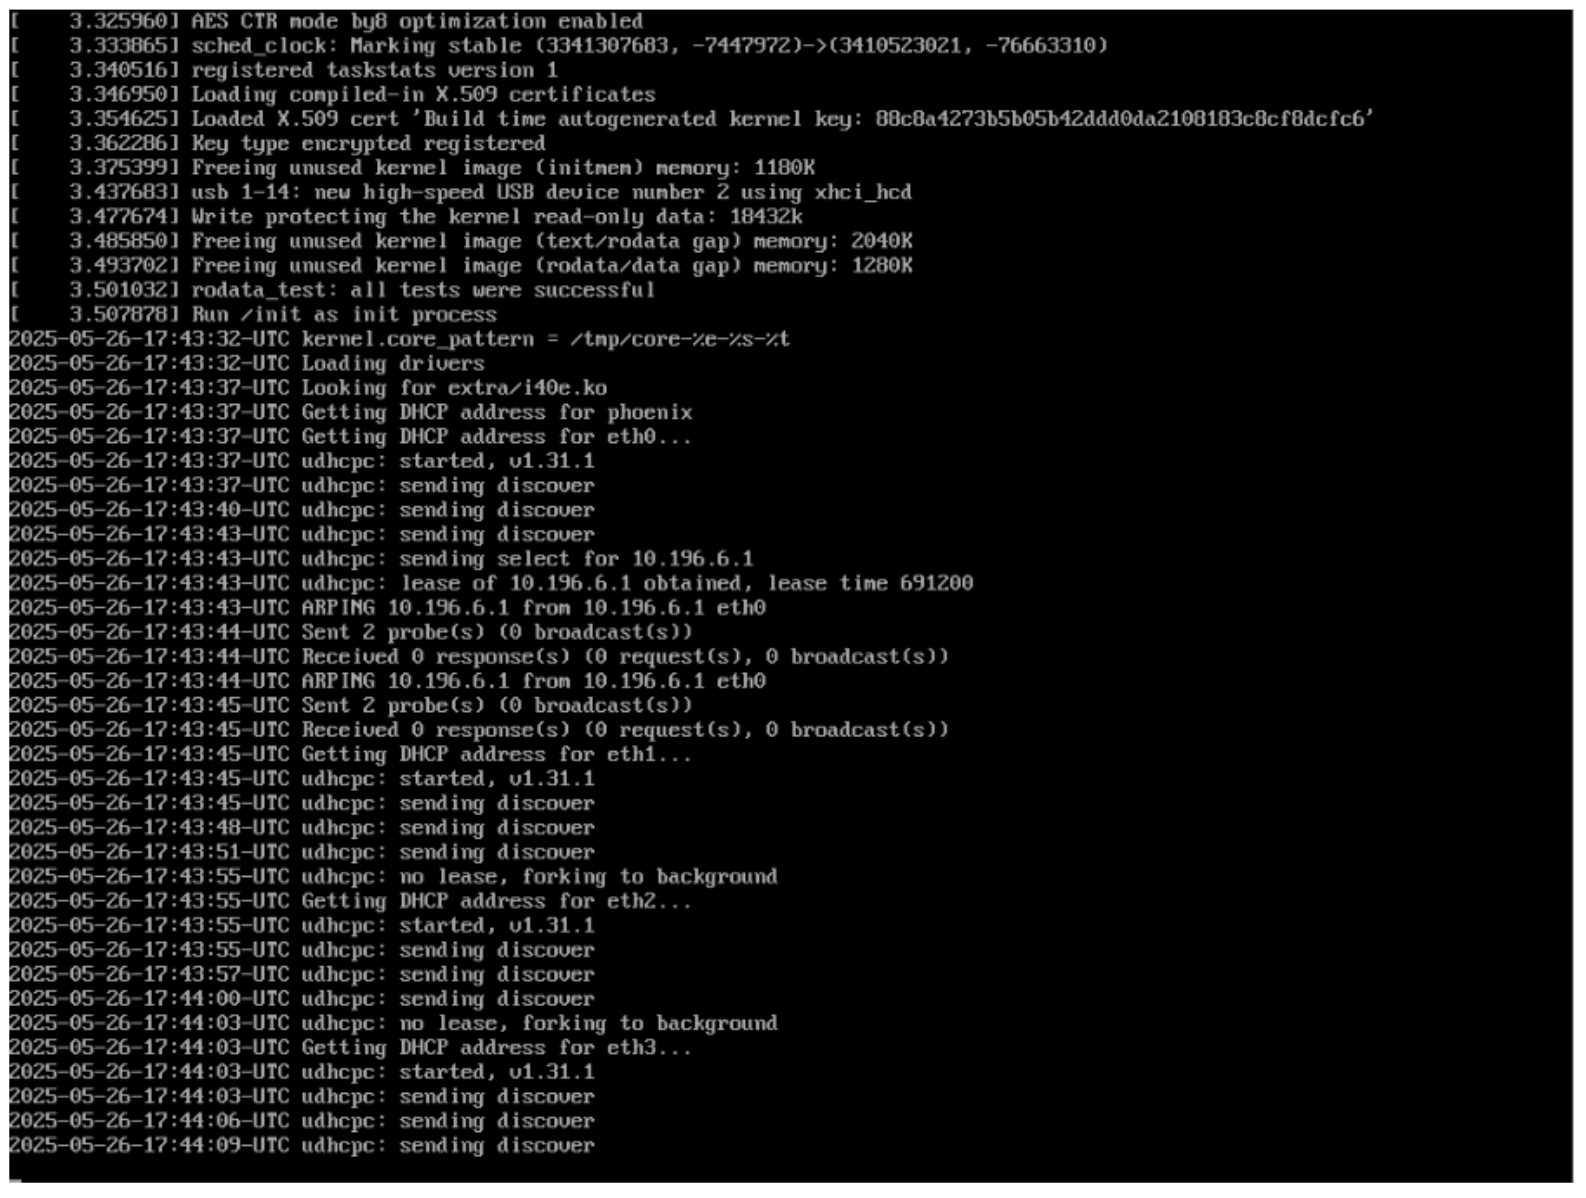 [    3.325960] AES CTR mode by8 optimization enabled
[    3.333865] sched_clock: Marking stable (3341307683, -7447972)->(3410523021, -76663310)
[    3.340516] registered taskstats version 1
[    3.346950] Loading compiled-in X.509 certificates
[    3.354625] Loaded X.509 cert 'Build time autogenerated kernel key: 88c8a4273b5b05b42ddd0da2108183c8cf8dcfc6'
[    3.362286] Key type encrypted registered
[    3.375399] Freeing unused kernel image (initmem) memory: 1180K
[    3.437683] usb 1-14: new high-speed USB device number 2 using xhci_hcd
[    3.477674] Write protecting the kernel read-only data: 18432k
[    3.485850] Freeing unused kernel image (text/rodata gap) memory: 2040K
[    3.493702] Freeing unused kernel image (rodata/data gap) memory: 1280K
[    3.501032] rodata_test: all tests were successful
[    3.507878] Run /init as init process
2025-05-26-17:43:32-UTC kernel.core_pattern = /tmp/core-%e-%s-%t
2025-05-26-17:43:32-UTC Loading drivers
2025-05-26-17:43:37-UTC Looking for extra/i40e.ko
2025-05-26-17:43:37-UTC Getting DHCP address for phoenix
2025-05-26-17:43:37-UTC Getting DHCP address for eth0...
2025-05-26-17:43:37-UTC udhcpc: started, v1.31.1
2025-05-26-17:43:37-UTC udhcpc: sending discover
2025-05-26-17:43:40-UTC udhcpc: sending discover
2025-05-26-17:43:43-UTC udhcpc: sending discover
2025-05-26-17:43:43-UTC udhcpc: sending select for 10.196.6.1
2025-05-26-17:43:43-UTC udhcpc: lease of 10.196.6.1 obtained, lease time 691200
2025-05-26-17:43:43-UTC ARPING 10.196.6.1 from 10.196.6.1 eth0
2025-05-26-17:43:44-UTC Sent 2 probe(s) (0 broadcast(s))
2025-05-26-17:43:44-UTC Received 0 response(s) (0 request(s), 0 broadcast(s))
2025-05-26-17:43:44-UTC ARPING 10.196.6.1 from 10.196.6.1 eth0
2025-05-26-17:43:45-UTC Sent 2 probe(s) (0 broadcast(s))
2025-05-26-17:43:45-UTC Received 0 response(s) (0 request(s), 0 broadcast(s))
2025-05-26-17:43:45-UTC Getting DHCP address for eth1...
2025-05-26-17:43:45-UTC udhcpc: started, v1.31.1
2025-05-26-17:43:45-UTC udhcpc: sending discover
2025-05-26-17:43:48-UTC udhcpc: sending discover
2025-05-26-17:43:51-UTC udhcpc: sending discover
2025-05-26-17:43:55-UTC udhcpc: no lease, forking to background
2025-05-26-17:43:55-UTC Getting DHCP address for eth2...
2025-05-26-17:43:55-UTC udhcpc: started, v1.31.1
2025-05-26-17:43:55-UTC udhcpc: sending discover
2025-05-26-17:43:57-UTC udhcpc: sending discover
2025-05-26-17:44:00-UTC udhcpc: sending discover
2025-05-26-17:44:03-UTC udhcpc: no lease, forking to background
2025-05-26-17:44:03-UTC Getting DHCP address for eth3...
2025-05-26-17:44:03-UTC udhcpc: started, v1.31.1
2025-05-26-17:44:03-UTC udhcpc: sending discover
2025-05-26-17:44:06-UTC udhcpc: sending discover
2025-05-26-17:44:09-UTC udhcpc: sending discover